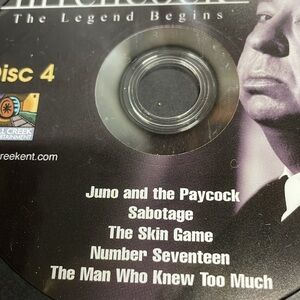 The Legend Begins
Disc 4
creekent.com
Juno and the Paycock
Sabotage
The Skin Game
Number Seventeen
The Man Who Knew Too Much